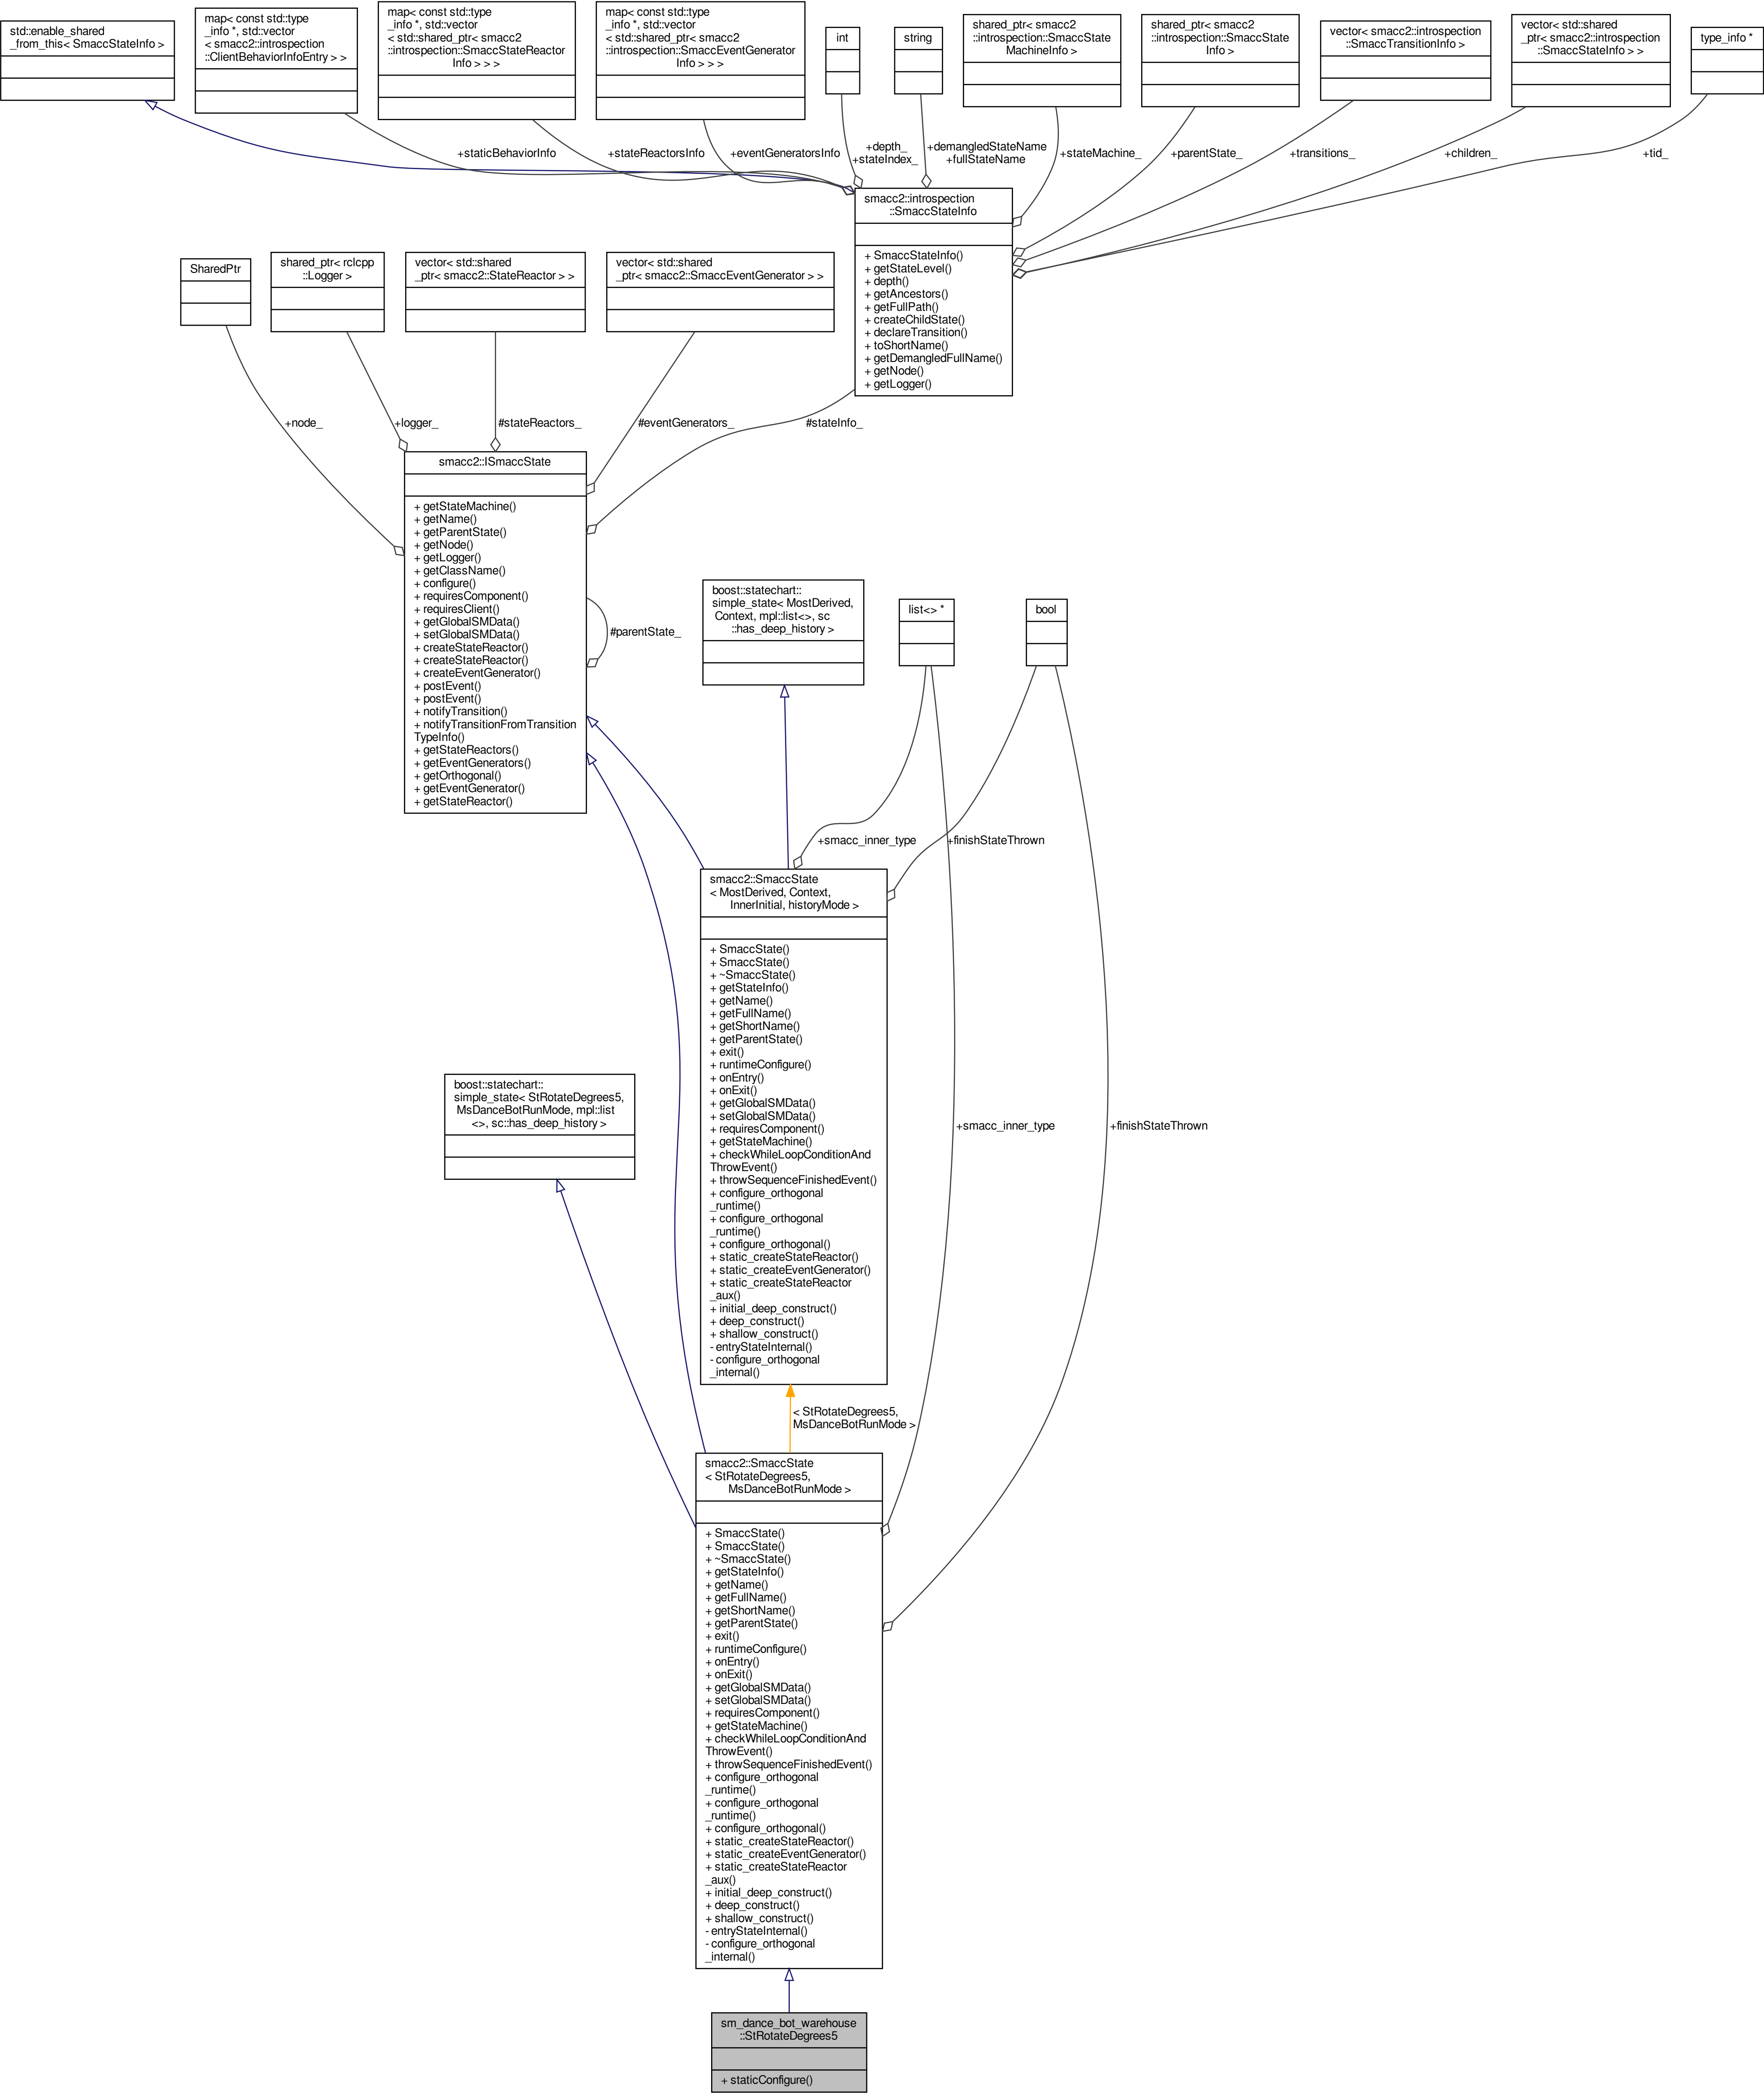 std::enable_shared
_from_this< SmaccStateInfo >
map< const std::type
_info *, std::vector
< smacc2::introspection
::ClientBehaviorInfoEntry > >
map< const std::type
_info *, std::vector
< std::shared_ptr< smacc2
::introspection::SmaccStateReactor
Info > > >
map< const std::type
_info *, std::vector
< std::shared_ptr< smacc2
::introspection::SmaccEventGenerator
Info > > >
int
string
shared_ptr< smacc2
::introspection::SmaccState
MachineInfo >
shared_ptr< smacc2
::introspection::SmaccState
Info >
vector< smacc2::introspection
::SmaccTransitionInfo >
vector< std::shared
_ptr< smacc2::introspection
::SmaccStateInfo > >
type_info *
+staticBehaviorInfo
+stateReactorsInfo
+eventGeneratorsInfo
+depth_
+stateIndex_
+demangledStateName
+fullStateName
+stateMachine_
+parentState_
+transitions_
+children_
+tid_
smacc2::introspection
::SmaccStateInfo
+ SmaccStateInfo()
+ getStateLevel()
+ depth()
+ getAncestors()
+ getFullPath()
+ createChildState()
+ declareTransition()
+ toShortName()
+ getDemangledFullName()
+ getNode()
+ getLogger()
SharedPtr
shared_ptr< rclcpp
::Logger >
vector< std::shared
_ptr< smacc2::StateReactor > >
vector< std::shared
_ptr< smacc2::SmaccEventGenerator > >
+node_
+logger_
#stateReactors_
#eventGenerators_
#stateInfo_
smacc2::ISmaccState
+ getStateMachine()
+ getName()
+ getParentState()
+ getNode()
+ getLogger()
+ getClassName()
+ configure()
+ requiresComponent()
+ requiresClient()
+ getGlobalSMData()
+ setGlobalSMData()
+ createStateReactor()
+ createStateReactor()
+ createEventGenerator()
+ postEvent()
+ postEvent()
+ notifyTransition()
+ notifyTransitionFromTransition
TypeInfo()
+ getStateReactors()
+ getEventGenerators()
+ getOrthogonal()
+ getEventGenerator()
+ getStateReactor()
#parentState_
boost::statechart::
simple_state< MostDerived,
Context, mpl::list<>, sc
::has_deep_history >
list<> *
bool
+smacc_inner_type
+finishStateThrown
smacc2::SmaccState
< MostDerived, Context,
InnerInitial, historyMode >
+ SmaccState()
+ SmaccState()
+ ~SmaccState()
+ getStateInfo()
+ getName()
+ getFullName()
+ getShortName()
+ getParentState()
+ exit()
+ runtimeConfigure()
+ onEntry()
+ onExit()
+ getGlobalSMData()
+ setGlobalSMData()
+ requiresComponent()
+ getStateMachine()
+ checkWhileLoopConditionAnd
ThrowEvent()
+ throwSequenceFinishedEvent()
+ configure_orthogonal
_runtime()
+ configure_orthogonal
_runtime()
+ configure_orthogonal()
+ static_createStateReactor()
+ static_createEventGenerator()
+ static_createStateReactor
_aux()
+ initial_deep_construct()
+ deep_construct()
+ shallow_construct()
- entryStateInternal()
- configure_orthogonal
_internal()
boost::statechart::
simple_state< StRotateDegrees5,
MsDanceBotRunMode, mpl::list
<>, sc::has_deep_history >
+smacc_inner_type
+finishStateThrown
< StRotateDegrees5,
MsDanceBotRunMode >
smacc2::SmaccState
< StRotateDegrees5,
MsDanceBotRunMode >
+ SmaccState()
+ SmaccState()
+ ~SmaccState()
+ getStateInfo()
+ getName()
+ getFullName()
+ getShortName()
+ getParentState()
+ exit()
+ runtimeConfigure()
+ onEntry()
+ onExit()
+ getGlobalSMData()
+ setGlobalSMData()
+ requiresComponent()
+ getStateMachine()
+ checkWhileLoopConditionAnd
ThrowEvent()
+ throwSequenceFinishedEvent()
+ configure_orthogonal
_runtime()
+ configure_orthogonal
_runtime()
+ configure_orthogonal()
+ static_createStateReactor()
+ static_createEventGenerator()
+ static_createStateReactor
_aux()
+ initial_deep_construct()
+ deep_construct()
+ shallow_construct()
- entryStateInternal()
- configure_orthogonal
_internal()
sm_dance_bot_warehouse
::StRotateDegrees5
+ staticConfigure()